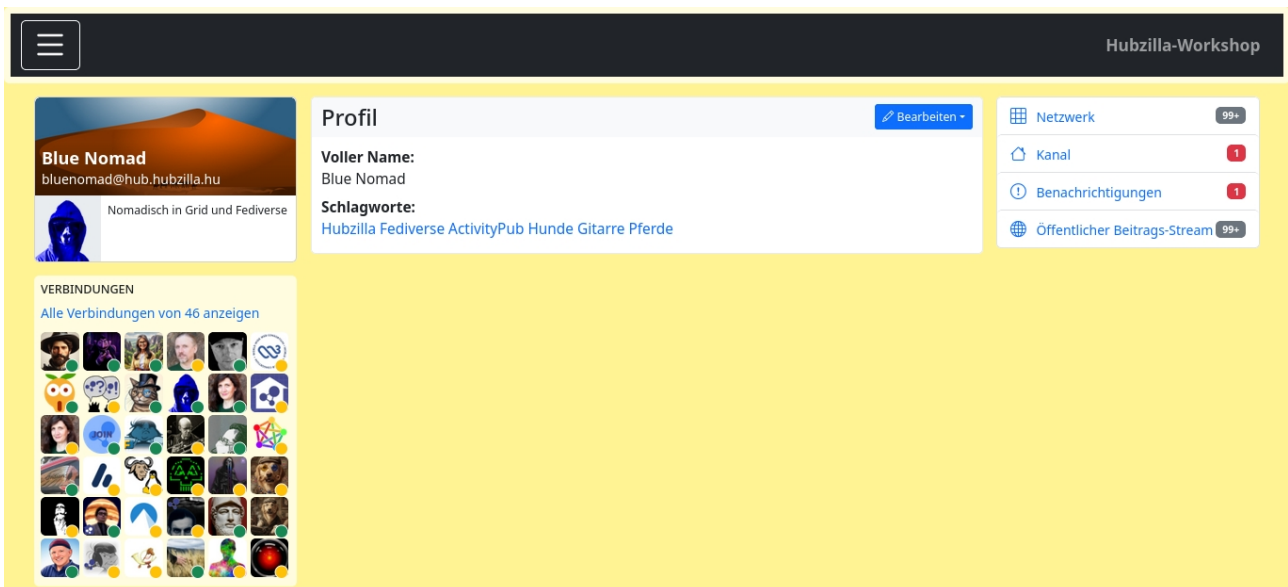 Hubzilla-Workshop
Blue Nomad
bluenomad@hub.hubzilla.hu
Nomadisch in Grid und Fediverse
VERBINDUNGEN
Alle Verbindungen von 46 anzeigen
JOIN
Profil
Bearbeiten
Voller Name:
Blue Nomad
Schlagworte:
Hubzilla Fediverse ActivityPub Hunde Gitarre Pferde
Netzwerk 99+
Kanal 1
Benachrichtigungen 1
Öffentlicher Beitrags-Stream 99+